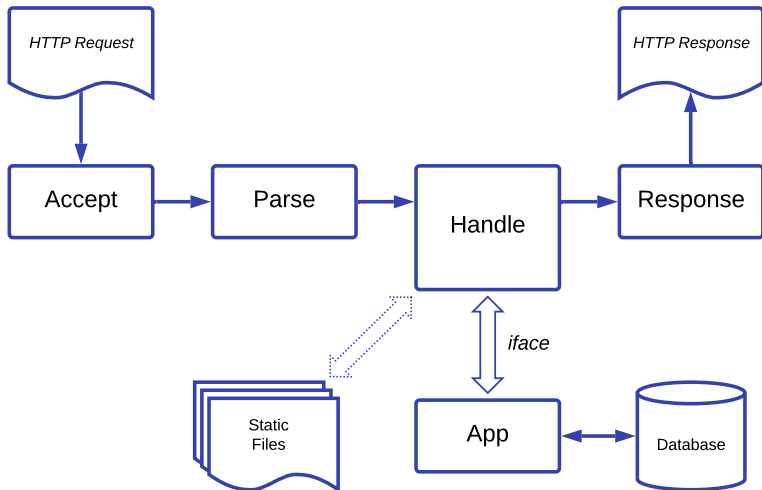 HTTP Request
HTTP Response
Accept
Parse
Handle
Response
iface
Static
Files
App
Database